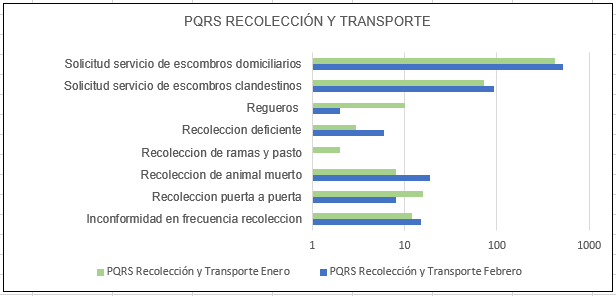 PQRS RECOLECCIÓN Y TRANSPORTE
Solicitud servicio de escombros domiciliarios
Solicitud servicio de escombros clandestinos
Regueros
Recoleccion deficiente
Recoleccion de ramas y pasto
Recoleccion de animal muerto
Recoleccion puerta a puerta
Inconformidad en frecuencia recoleccion
1 10 100 1000
PQRS Recolección y Transporte Enero PQRS Recolección y Transporte Febrero